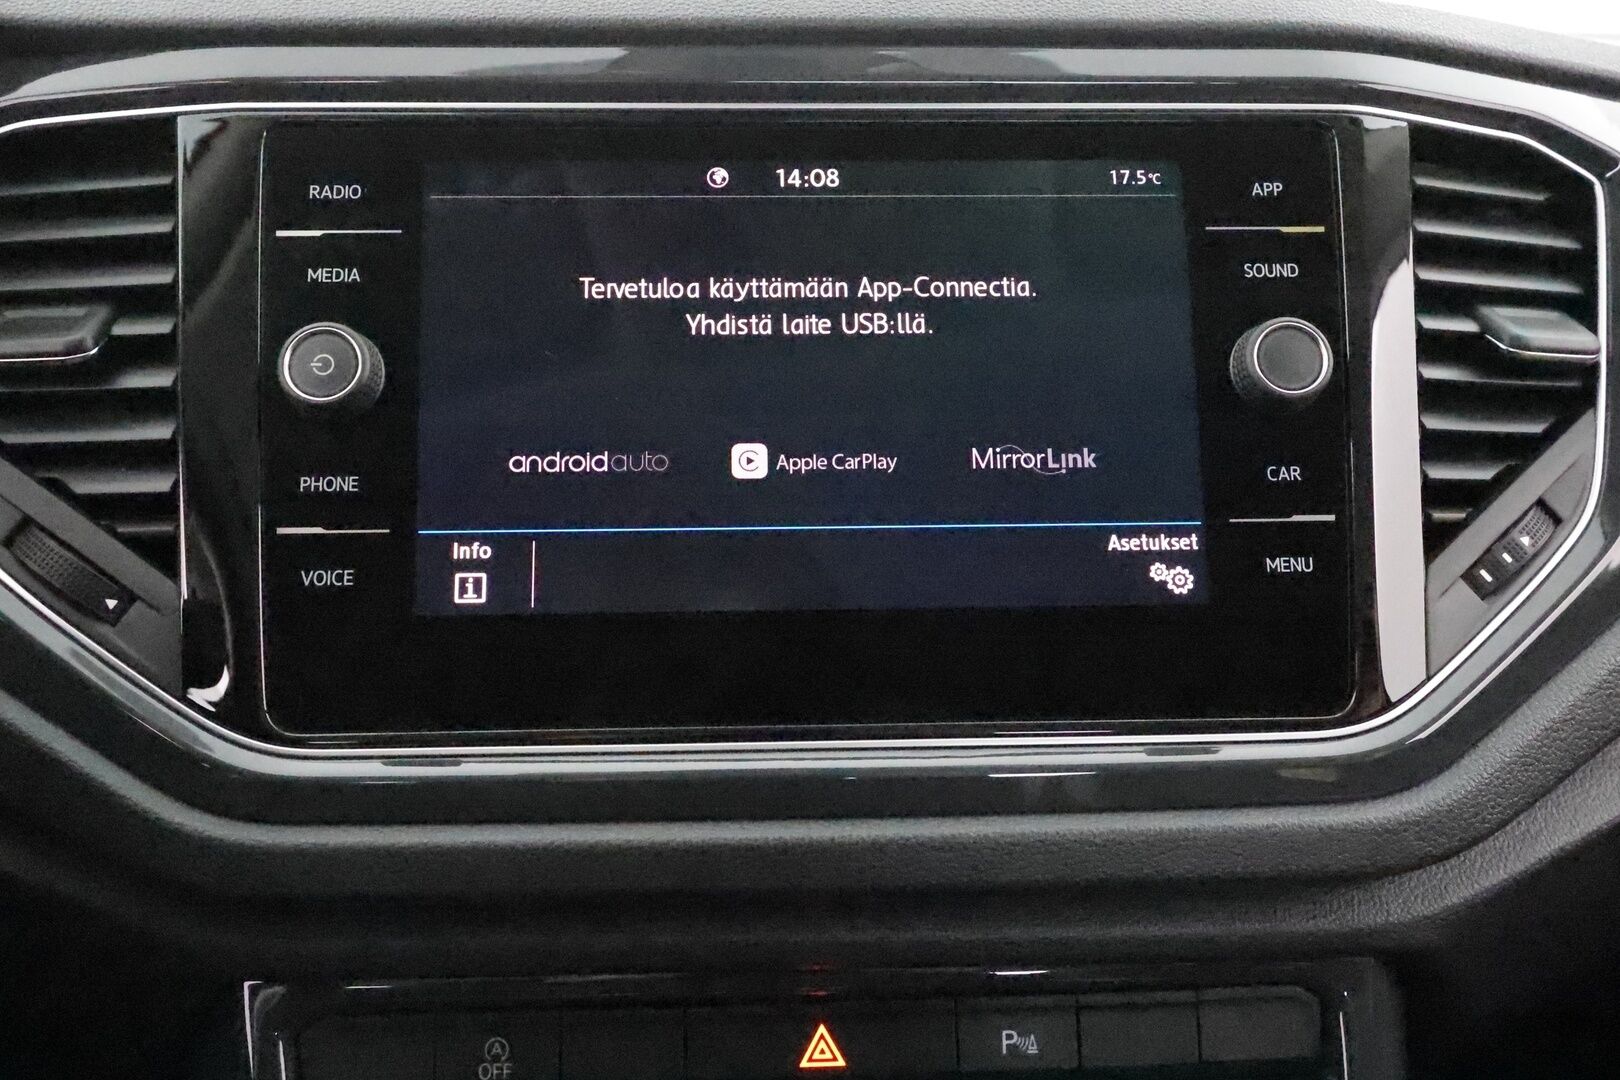 RADIO
MEDIA
PHONE
VOICE
14:08
17.5°C
Tervetuloa käyttämään App-Connectia.
Yhdistä laite USB:llä.
androidauto
Apple CarPlay
MirrorLink
Info
i
Asetukset
APP
SOUND
CAR
MENU
A
OFF
P